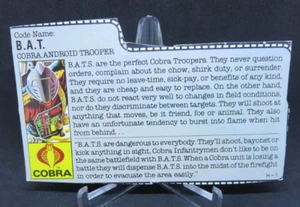 Code Name:
B.A.T.
COBRA ANDROID TROOPER
B.A.T.S. are the perfect Cobra Troopers. They never question
orders, complain about the chow, shirk duty, or surrender.
They require no leave-time, sick-pay, or benefits of any kind,
and they are cheap and easy to replace. On the other hand,
B.A.T.S. do not react very well to changes in field conditions
nor do they discriminate between targets. They will shoot at
anything that moves, be it friend, foe or animal. They also
have an unfortunate tendency to burst into flame when hit
from behind . . .
"B.A.T.S. are dangerous to everybody. They'll shoot, bayonet or
kick anything in sight. Cobra Infantrymen don't like to be on
the same battlefield with B.A.T.S. When a Cobra unit is losing a
battle they will dispense B.A.T.S. into the midst of the firefight
in order to evacuate the area easily."
COBRA